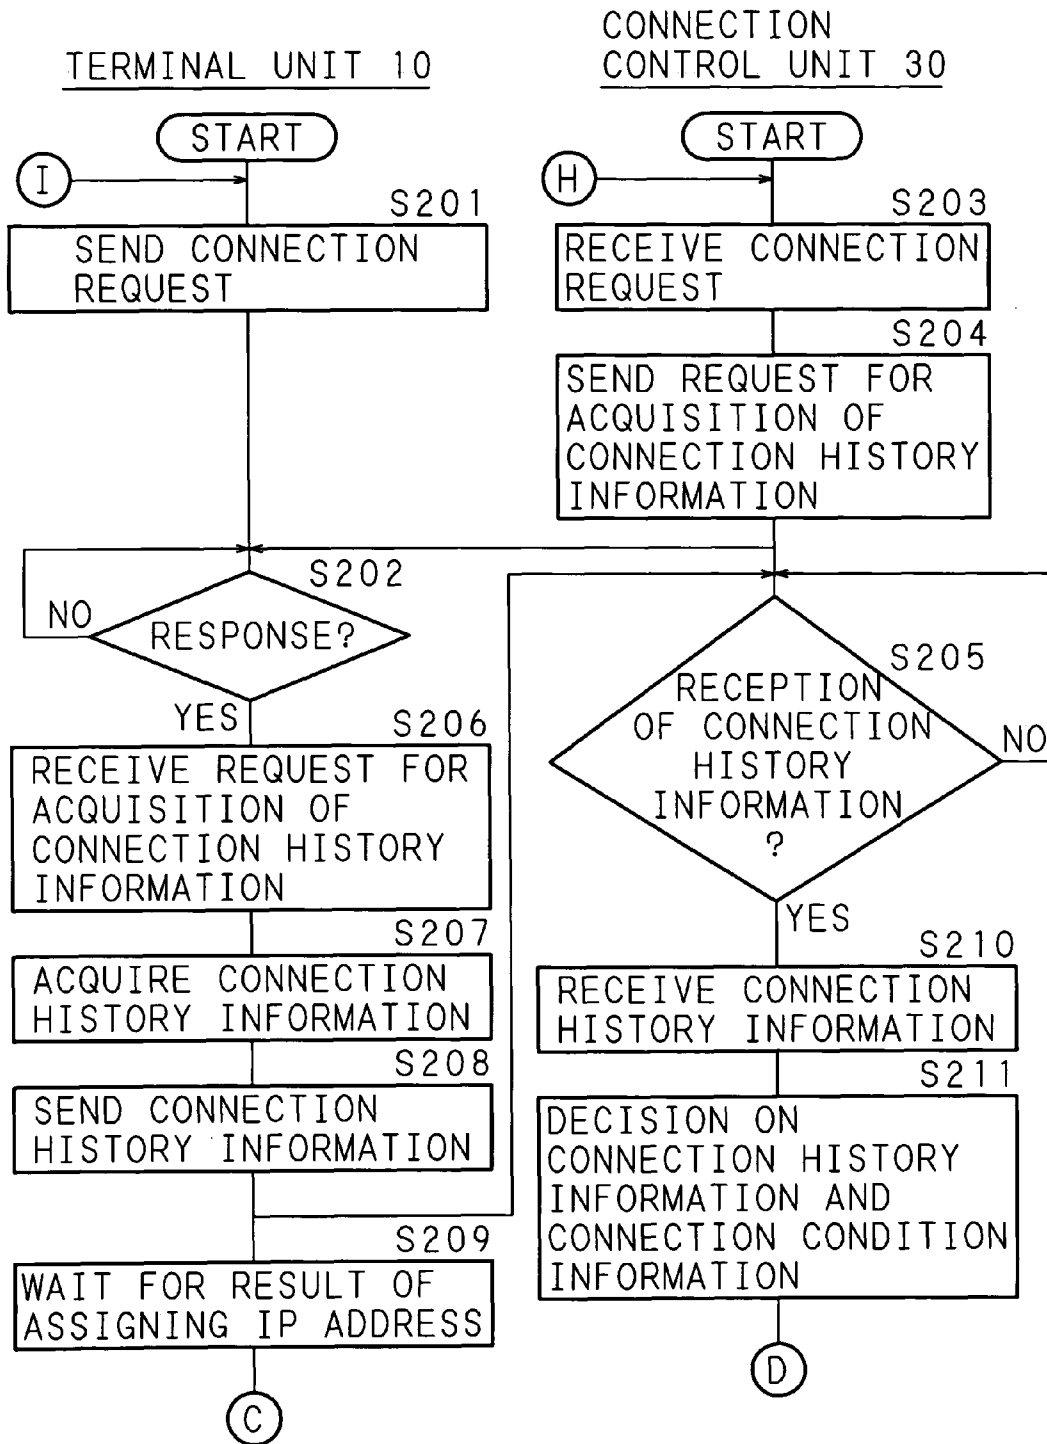 TERMINAL UNIT 10
START
I
S201
SEND CONNECTION
REQUEST
S202
RESPONSE?
NO
YES
S206
RECEIVE REQUEST FOR
ACQUISITION OF
CONNECTION HISTORY
INFORMATION
S207
ACQUIRE CONNECTION
HISTORY INFORMATION
S208
SEND CONNECTION
HISTORY INFORMATION
S209
WAIT FOR RESULT OF
ASSIGNING IP ADDRESS
C
CONNECTION
CONTROL UNIT 30
START
H
S203
RECEIVE CONNECTION
REQUEST
S204
SEND REQUEST FOR
ACQUISITION OF
CONNECTION HISTORY
INFORMATION
S205
RECEPTION
OF CONNECTION
HISTORY
INFORMATION
?
NO
YES
S210
RECEIVE CONNECTION
HISTORY INFORMATION
S211
DECISION ON
CONNECTION HISTORY
INFORMATION AND
CONNECTION CONDITION
INFORMATION
D